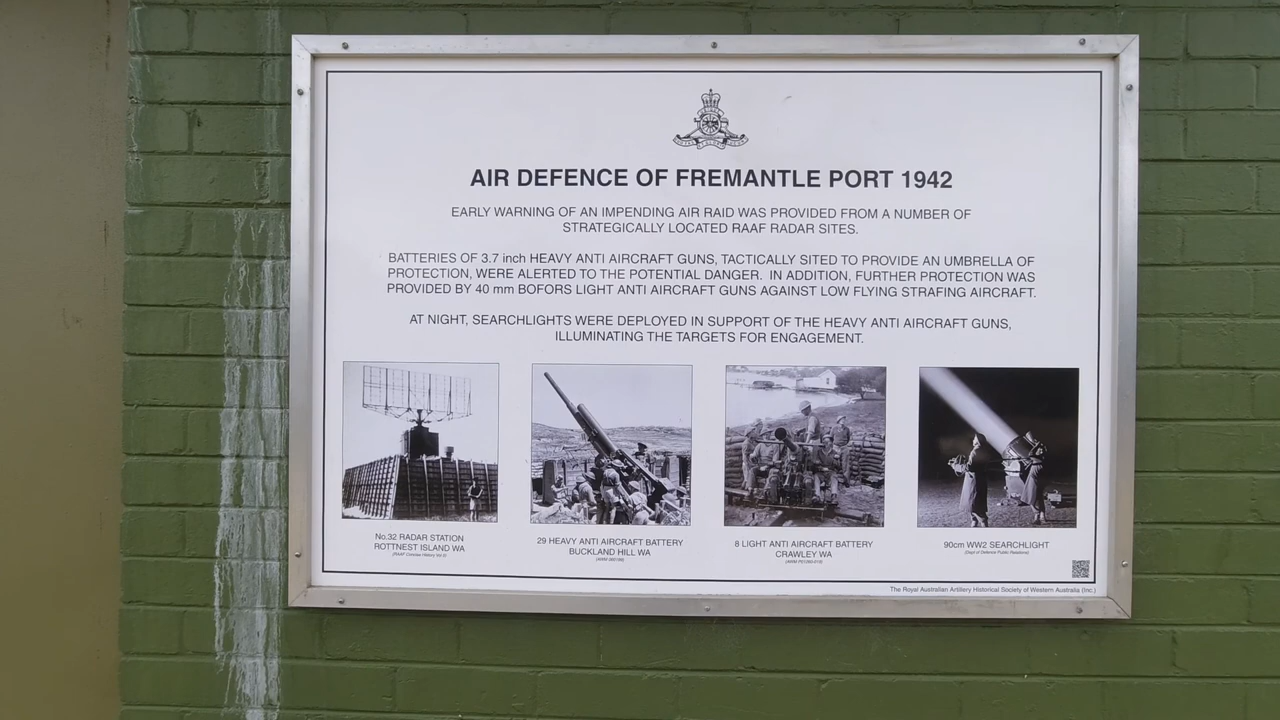 AIR DEFENCE OF FREMANTLE PORT 1942
EARLY WARNING OF AN IMPENDING AIR RAID WAS PROVIDED FROM A NUMBER OF
STRATEGICALLY LOCATED RAAF RADAR SITES.
BATTERIES OF 3.7 inch HEAVY ANTI AIRCRAFT GUNS, TACTICALLY SITED TO PROVIDE AN UMBRELLA OF
PROTECTION, WERE ALERTED TO THE POTENTIAL DANGER. IN ADDITION, FURTHER PROTECTION WAS
PROVIDED BY 40 mm BOFORS LIGHT ANTI AIRCRAFT GUNS AGAINST LOW FLYING STRAFING AIRCRAFT.
AT NIGHT, SEARCHLIGHTS WERE DEPLOYED IN SUPPORT OF THE HEAVY ANTI AIRCRAFT GUNS,
ILLUMINATING THE TARGETS FOR ENGAGEMENT.
No.32 RADAR STATION
ROTTNEST ISLAND WA
29 HEAVY ANTI AIRCRAFT BATTERY
BUCKLAND HILL WA
8 LIGHT ANTI AIRCRAFT BATTERY
CRAWLEY WA
90cm WW2 SEARCHLIGHT
(Dept of Defence Public Relations)
The Royal Australian Artillery Historical Society of Western Australia (Inc.)